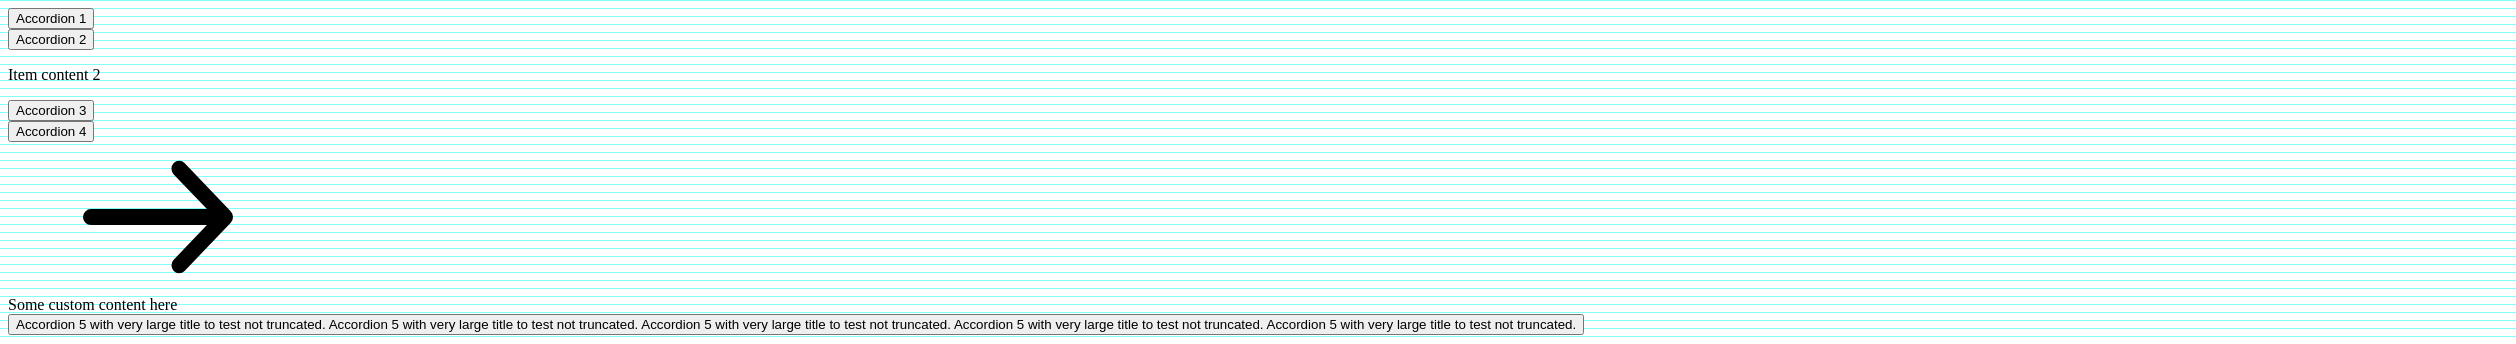 Accordion 1
Accordion 2
Item content 2
Accordion 3
Accordion 4
Some custom content here
Accordion 5 with very large title to test not truncated. Accordion 5 with very large title to test not truncated. Accordion 5 with very large title to test not truncated. Accordion 5 with very large title to test not truncated. Accordion 5 with very large title to test not truncated.